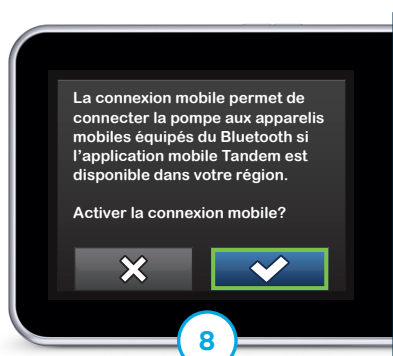 La connexion mobile permet de
connecter la pompe aux apparelis
mobiles équipés du Bluetooth si
l'application mobile Tandem est
disponible dans votre région.
Activer la connexion mobile?
8